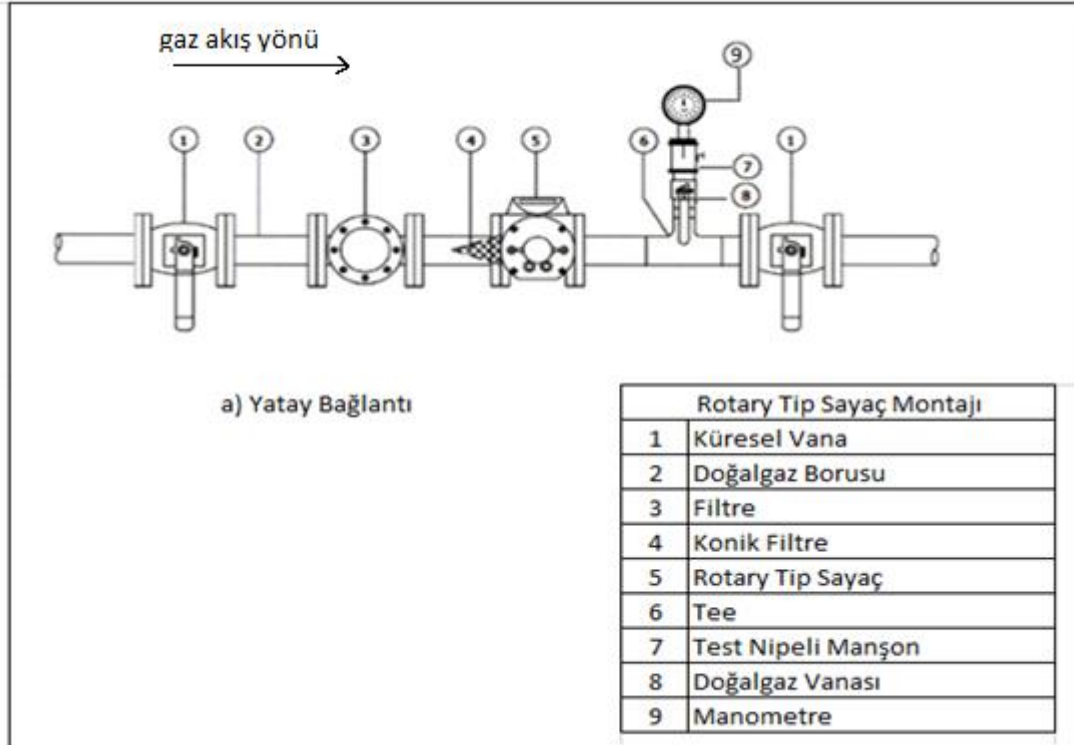 gaz akış yönü
9
1 2 3 4 5 6 1
7
8
a) Yatay Bağlantı
Rotary Tip Sayaç Montajı
1 Küresel Vana
2 Doğalgaz Borusu
3 Filtre
4 Konik Filtre
5 Rotary Tip Sayaç
6 Tee
7 Test Nipeli Manşon
8 Doğalgaz Vanası
9 Manometre